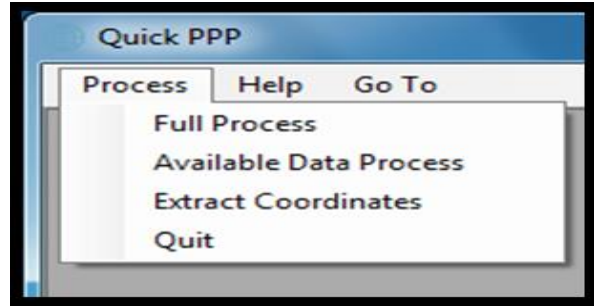 Quick PPP
Process Help Go To
Full Process
Available Data Process
Extract Coordinates
Quit